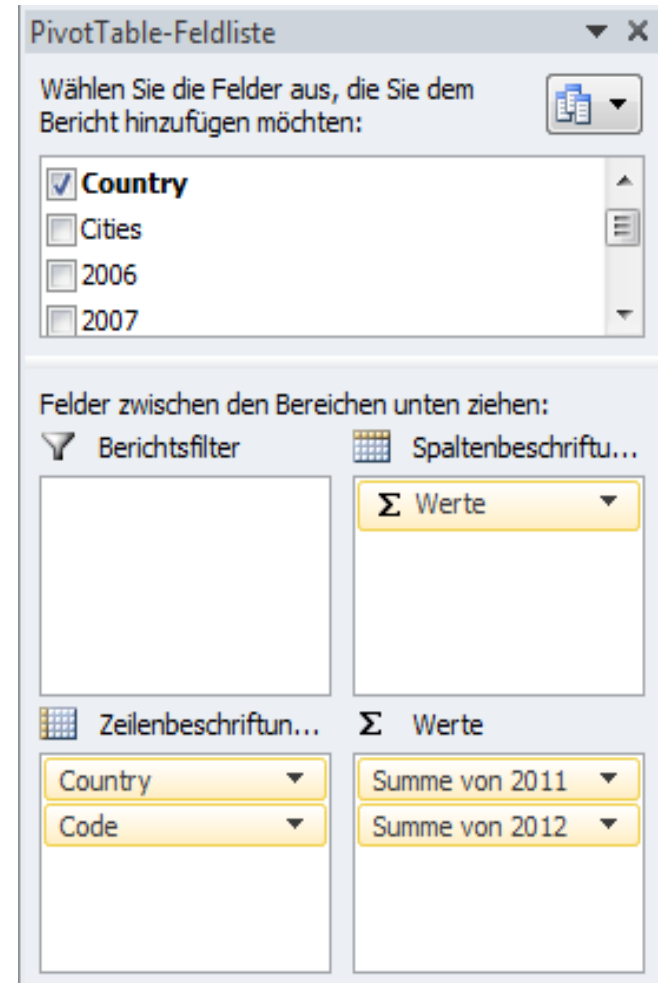 PivotTable-Feldliste
Wählen Sie die Felder aus, die Sie dem
Bericht hinzufügen möchten:
Country
Cities
2006
2007
Felder zwischen den Bereichen unten ziehen:
Berichtsfilter
Spaltenbeschriftu...
Σ Werte
Zeilenbeschriftun...
Σ Werte
Country
Code
Summe von 2011
Summe von 2012